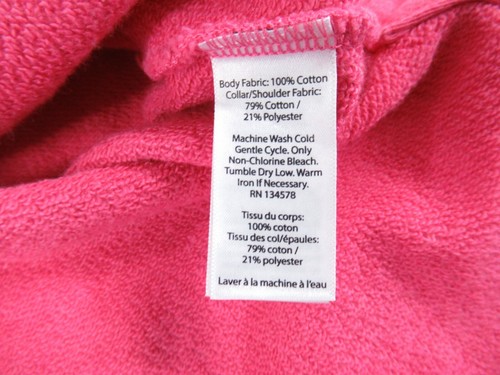 Body Fabric: 100% Cotton
Collar/Shoulder Fabric:
79% Cotton /
21% Polyester
Machine Wash Cold
Gentle Cycle. Only
Non-Chlorine Bleach.
Tumble Dry Low. Warm
Iron If Necessary.
RN 134578
Tissu du corps:
100% coton
Tissu des col/épaules:
79% coton /
21% polyester
Laver à la machine à l'eau